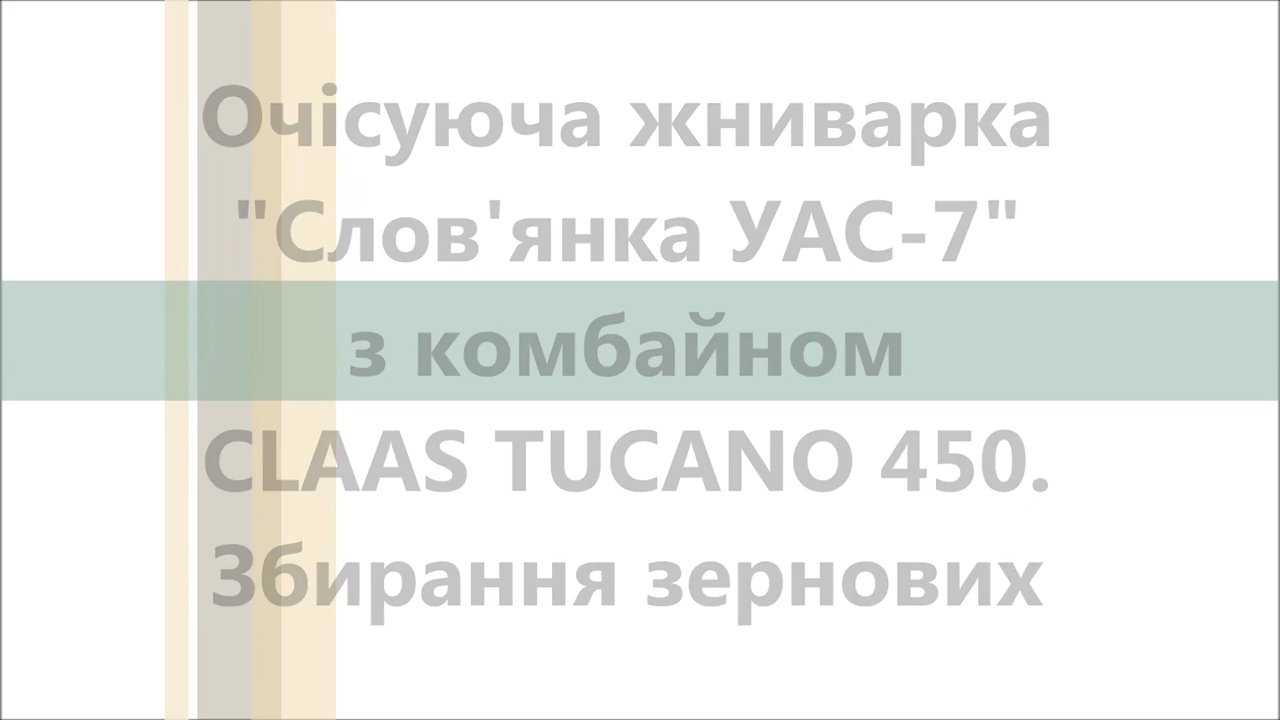 Очісуюча жниварка
"Слов'янка УАС-7"
з комбайном
CLAAS TUCANO 450.
Збирання зернових